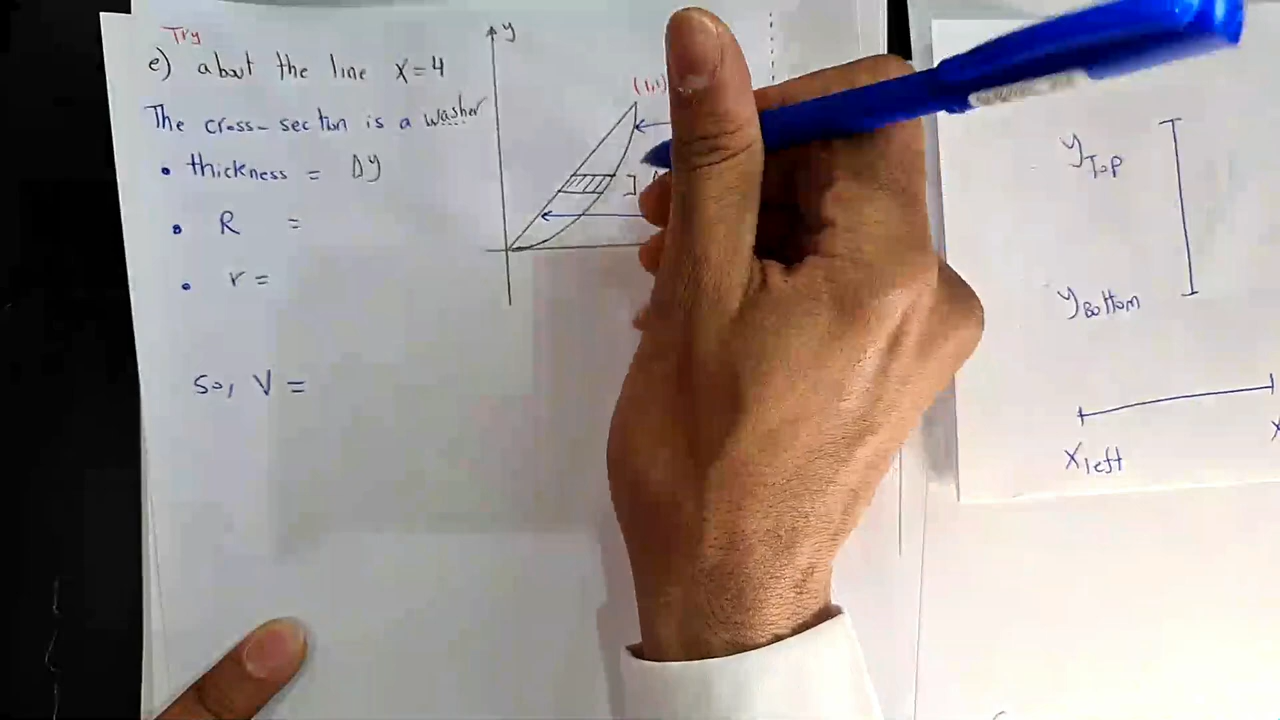 Try
e) about the line x=4
The cross-section is a washer
• thickness = Δy
• R =
• r =
So, V =
y
(1,1)
y Top
y Bottom
x left
x